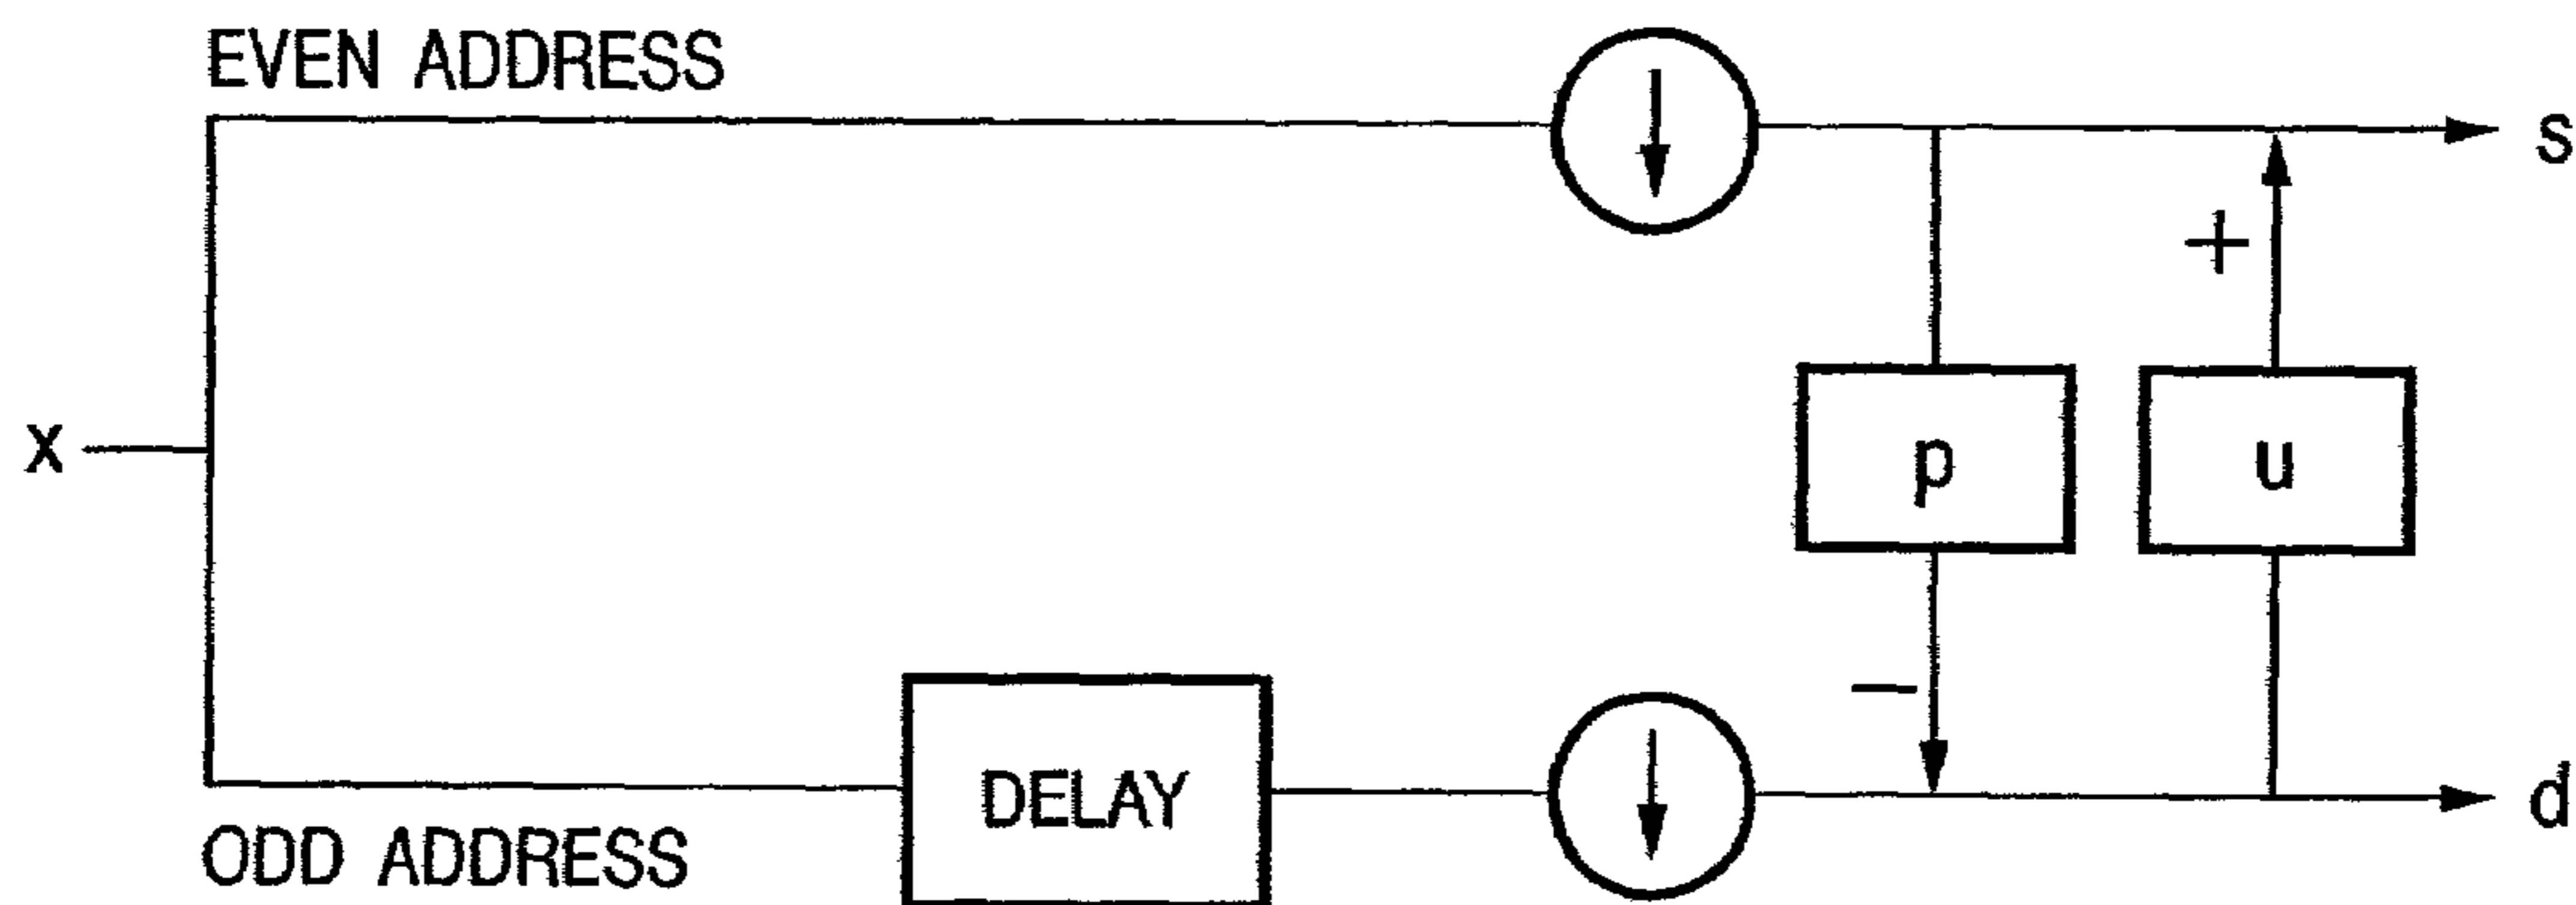 EVEN ADDRESS
s
+
x
p
u
−
DELAY
d
ODD ADDRESS